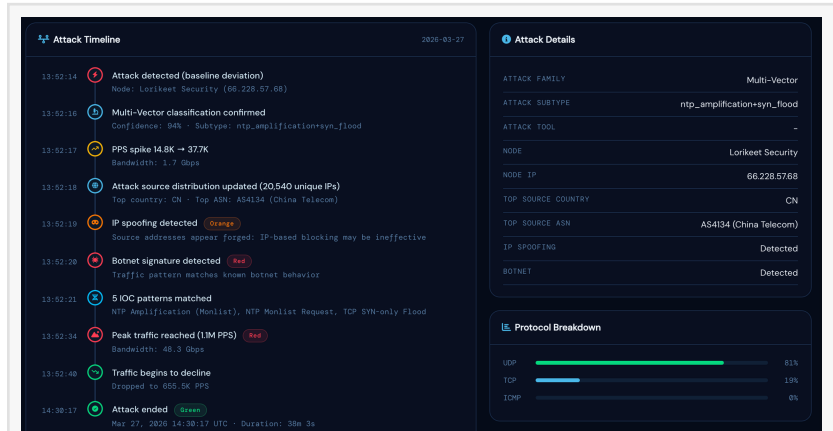 Attack Timeline
2026-03-27
13:52:14
Attack detected (baseline deviation)
Node: Lorikeet Security (66.228.57.68)
13:52:16
Multi-Vector classification confirmed
Confidence: 94% · Subtype: ntp_amplification+syn_flood
13:52:17
PPS spike 14.8K → 37.7K
Bandwidth: 1.7 Gbps
13:52:18
Attack source distribution updated (20,540 unique IPs)
Top country: CN · Top ASN: AS4134 (China Telecom)
13:52:19
IP spoofing detected Orange
Source addresses appear forged: IP-based blocking may be ineffective
13:52:20
Botnet signature detected Red
Traffic pattern matches known botnet behavior
13:52:21
5 IOC patterns matched
NTP Amplification (Monlist), NTP Monlist Request, TCP SYN-only Flood
13:52:34
Peak traffic reached (1.1M PPS) Red
Bandwidth: 48.3 Gbps
13:52:40
Traffic begins to decline
Dropped to 655.5K PPS
14:30:17
Attack ended Green
Mar 27, 2026 14:30:17 UTC · Duration: 38m 3s
Attack Details
ATTACK FAMILY Multi-Vector
ATTACK SUBTYPE ntp_amplification+syn_flood
ATTACK TOOL –
NODE Lorikeet Security
NODE IP 66.228.57.68
TOP SOURCE COUNTRY CN
TOP SOURCE ASN AS4134 (China Telecom)
IP SPOOFING Detected
BOTNET Detected
Protocol Breakdown
UDP 81%
TCP 19%
ICMP 0%